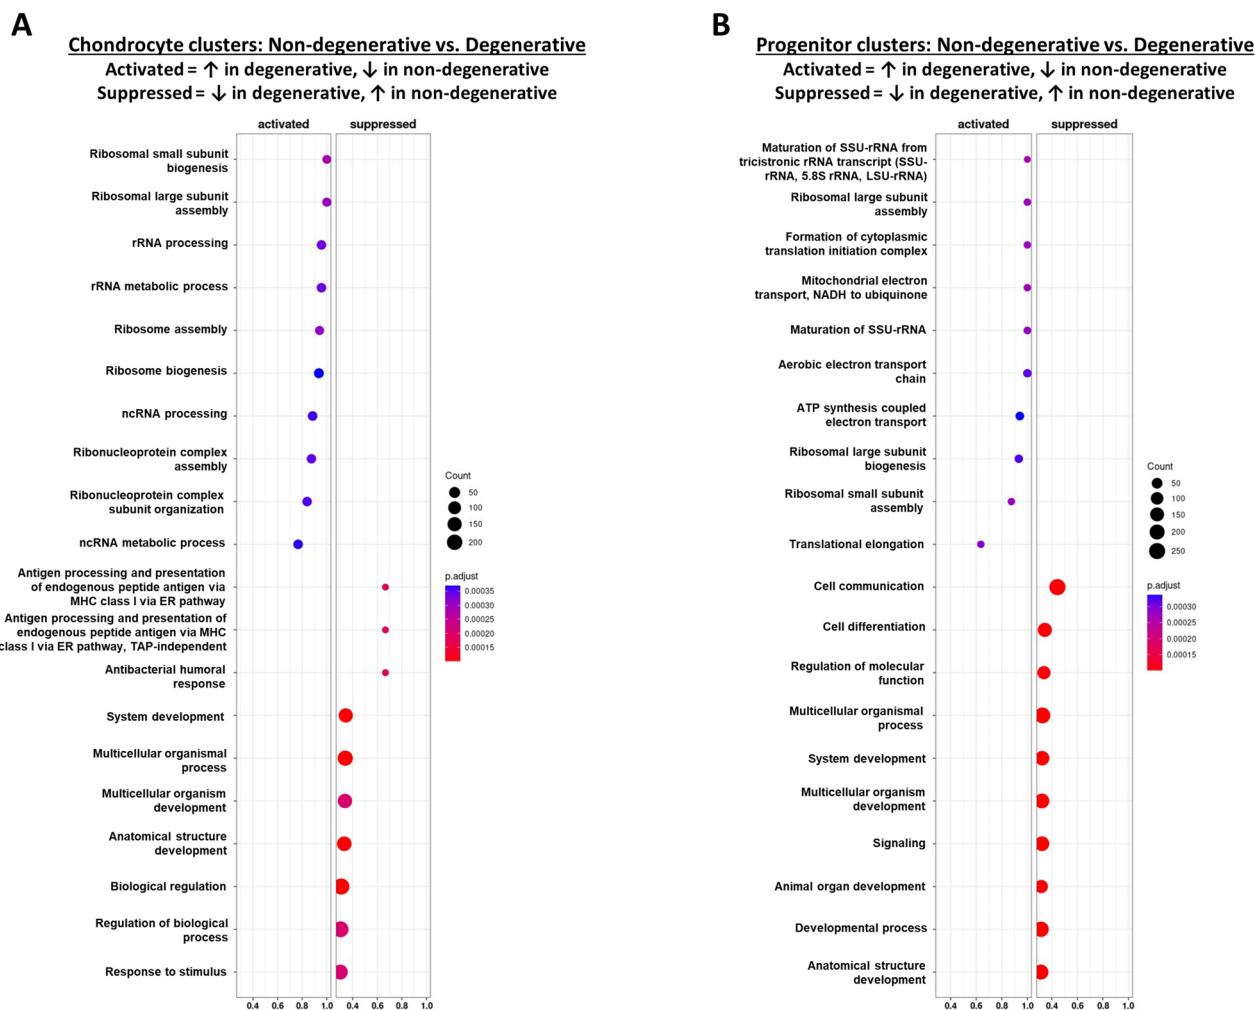 A
Chondrocyte clusters: Non-degenerative vs. Degenerative
Activated = ↑ in degenerative, ↓ in non-degenerative
Suppressed = ↓ in degenerative, ↑ in non-degenerative
activated
suppressed
Ribosomal small subunit
biogenesis
Ribosomal large subunit
assembly
rRNA processing
rRNA metabolic process
Ribosome assembly
Ribosome biogenesis
ncRNA processing
Ribonucleoprotein complex
assembly
Ribonucleoprotein complex
subunit organization
ncRNA metabolic process
Antigen processing and presentation
of endogenous peptide antigen via
MHC class I via ER pathway
Antigen processing and presentation of
endogenous peptide antigen via MHC
class I via ER pathway, TAP-independent
Antibacterial humoral
response
System development
Multicellular organismal
process
Multicellular organism
development
Anatomical structure
development
Biological regulation
Regulation of biological
process
Response to stimulus
0.4 0.6 0.8 1.0 0.4 0.6 0.8 1.0
Count
50
100
150
200
p.adjust
0.00035
0.00030
0.00025
0.00020
0.00015
B
Progenitor clusters: Non-degenerative vs. Degenerative
Activated = ↑ in degenerative, ↓ in non-degenerative
Suppressed = ↓ in degenerative, ↑ in non-degenerative
activated
suppressed
Maturation of SSU-rRNA from
tricistronic rRNA transcript (SSU-
rRNA, 5.8S rRNA, LSU-rRNA)
Ribosomal large subunit
assembly
Formation of cytoplasmic
translation initiation complex
Mitochondrial electron
transport, NADH to ubiquinone
Maturation of SSU-rRNA
Aerobic electron transport
chain
ATP synthesis coupled
electron transport
Ribosomal large subunit
biogenesis
Ribosomal small subunit
assembly
Translational elongation
Cell communication
Cell differentiation
Regulation of molecular
function
Multicellular organismal
process
System development
Multicellular organism
development
Signaling
Animal organ development
Developmental process
Anatomical structure
development
0.4 0.6 0.8 1.0 0.4 0.6 0.8 1.0
Count
50
100
150
200
250
p.adjust
0.00030
0.00025
0.00020
0.00015